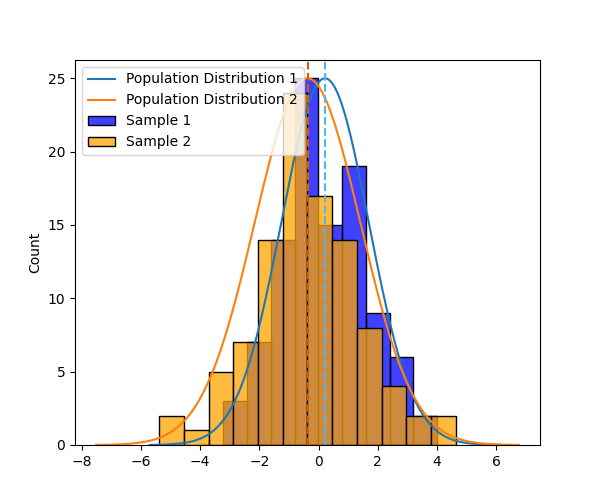 Population Distribution 1
Population Distribution 2
Sample 1
Sample 2
Count
25
20
15
10
5
0
−8 −6 −4 −2 0 2 4 6